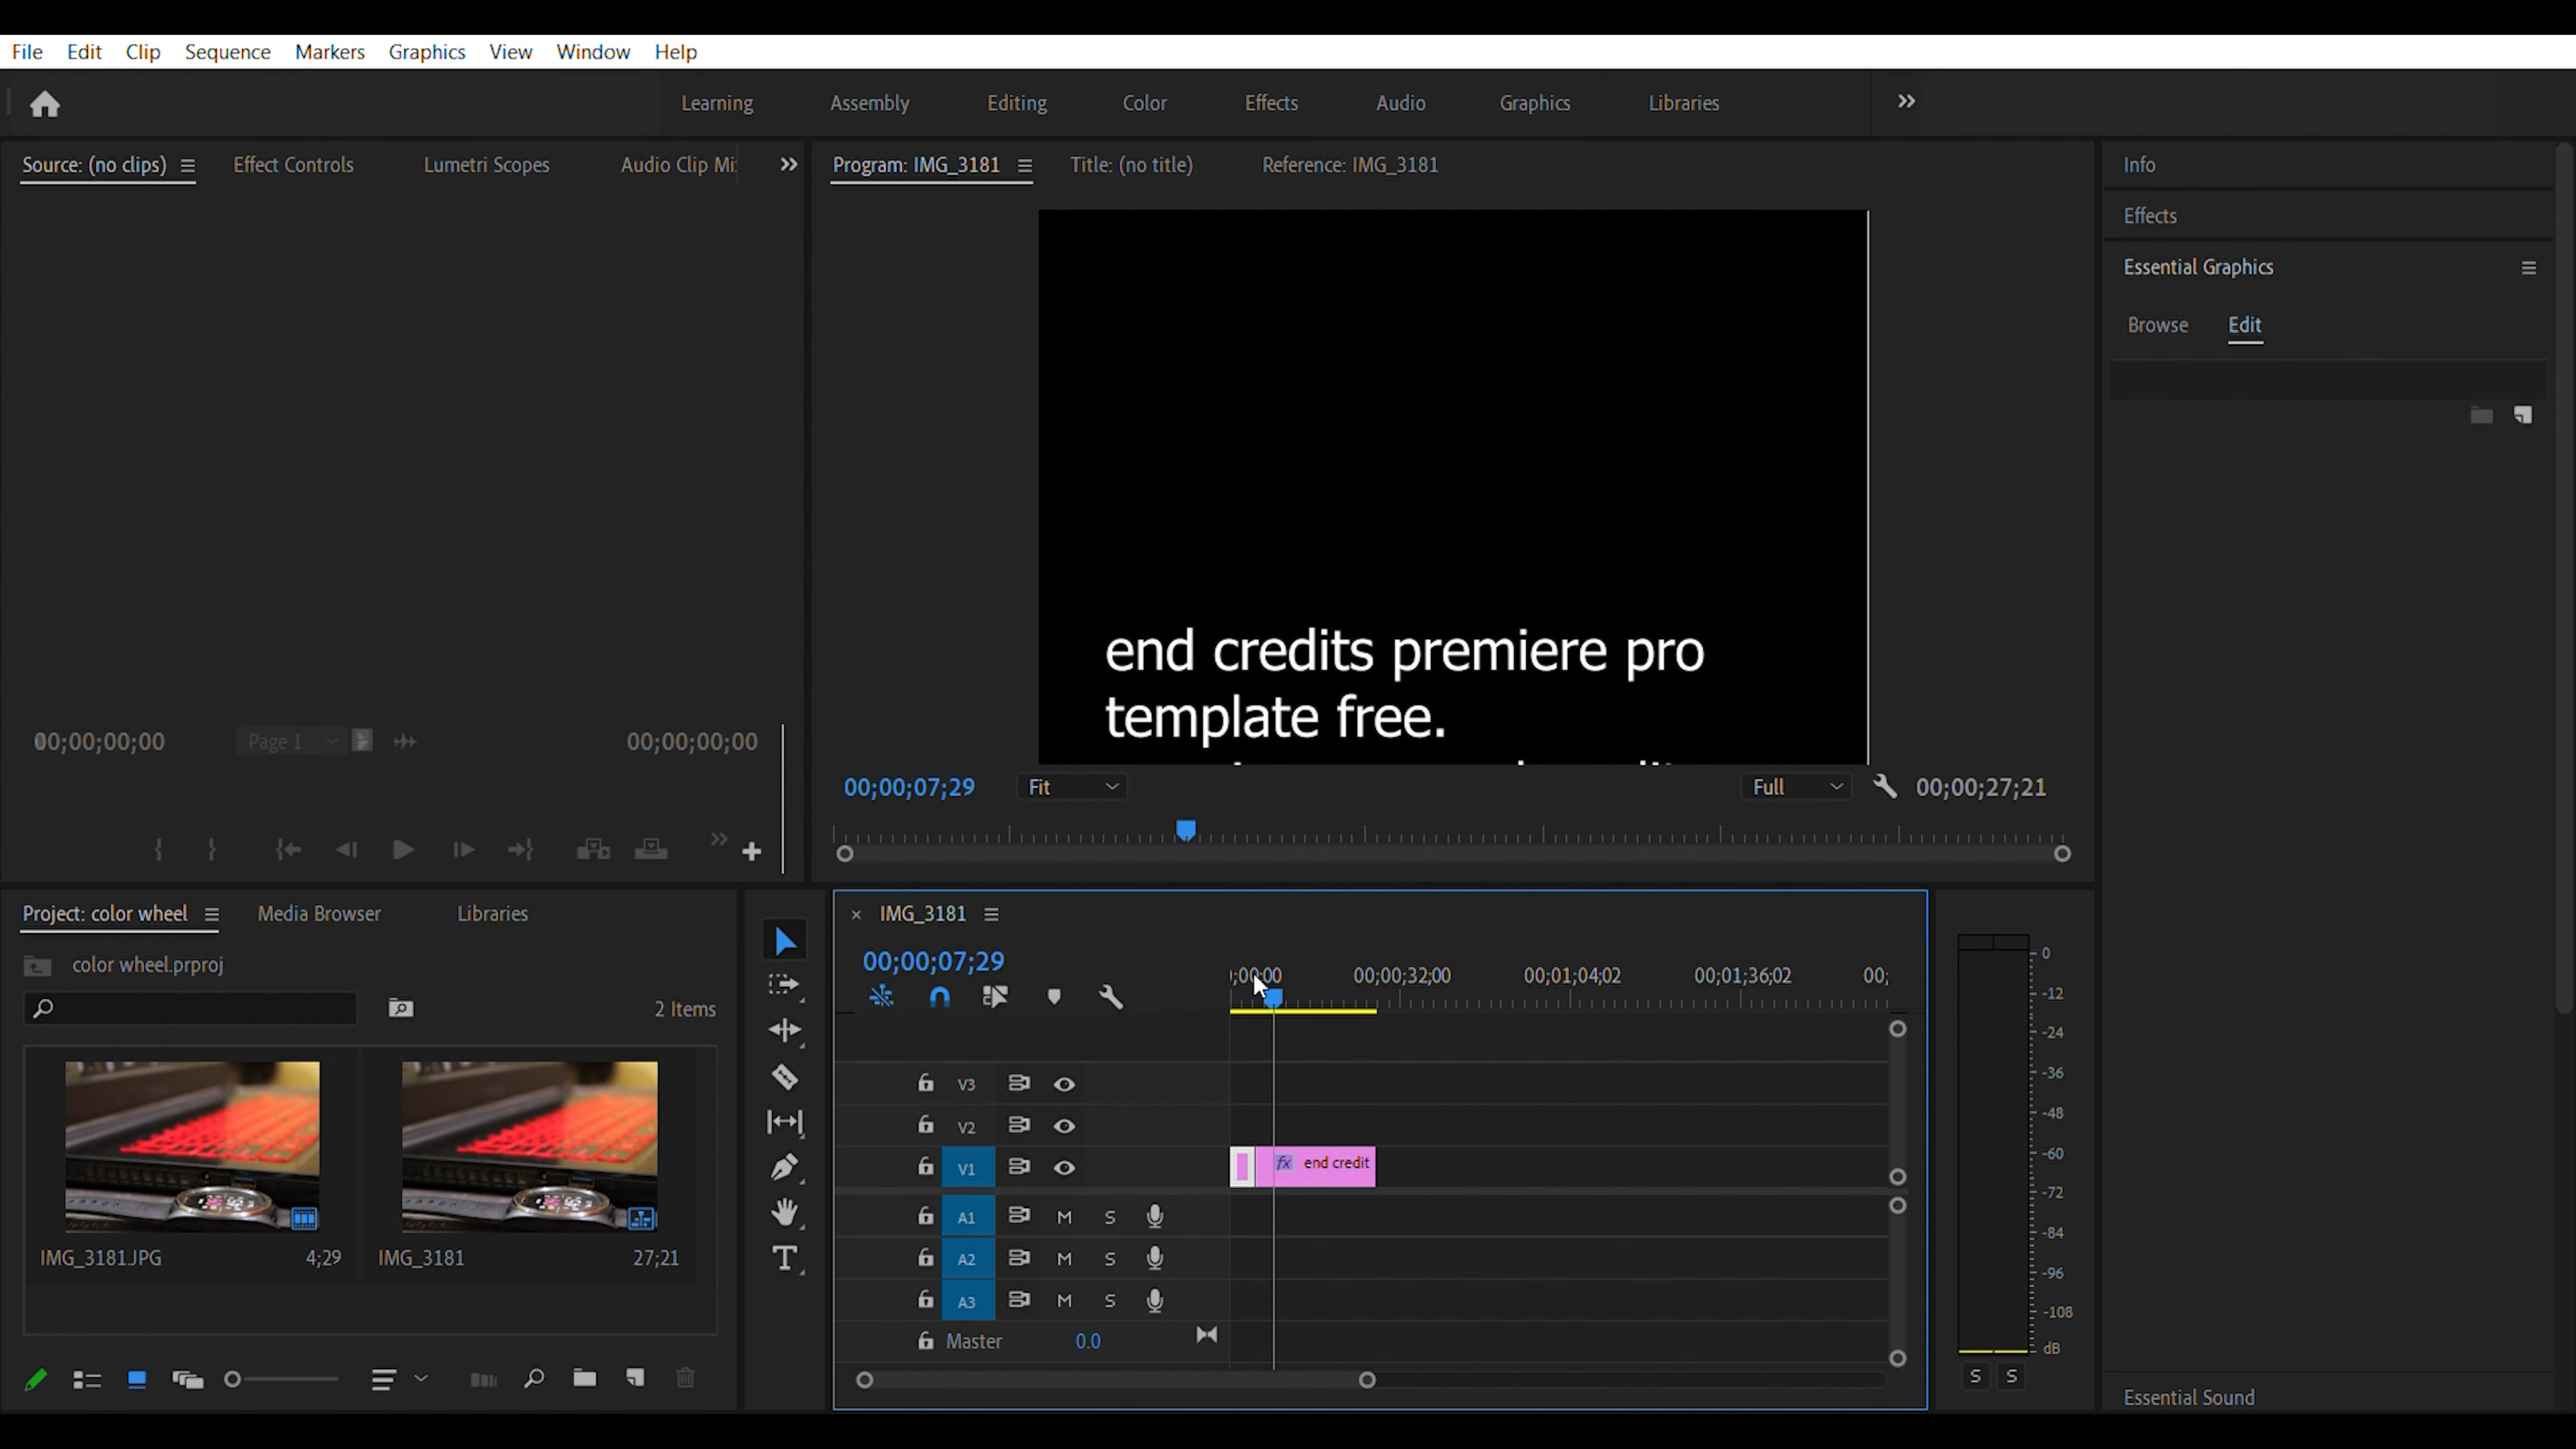 File Edit Clip Sequence Markers Graphics View Window Help
Learning Assembly Editing Color Effects Audio Graphics Libraries
Source: (no clips) Effect Controls Lumetri Scopes Audio Clip Mi
Program: IMG_3181 Title: (no title) Reference: IMG_3181
Info
Effects
Essential Graphics
Browse Edit
end credits premiere pro
template free.
00;00;00;00 Page 1 00;00;00;00
00;00;07;29 Fit Full 00;00;27;21
Project: color wheel Media Browser Libraries
color wheel.prproj
2 Items
IMG_3181.JPG 4;29 IMG_3181 27;21
× IMG_3181
00;00;07;29
;00;00 00;00;32;00 00;01;04;02 00;01;36;02 00;
V3
V2
V1 fx end credit
A1 M S
A2 M S
A3 M S
Master 0.0
0
-12
-24
-36
-48
-60
-72
-84
-96
-108
dB
S S
Essential Sound